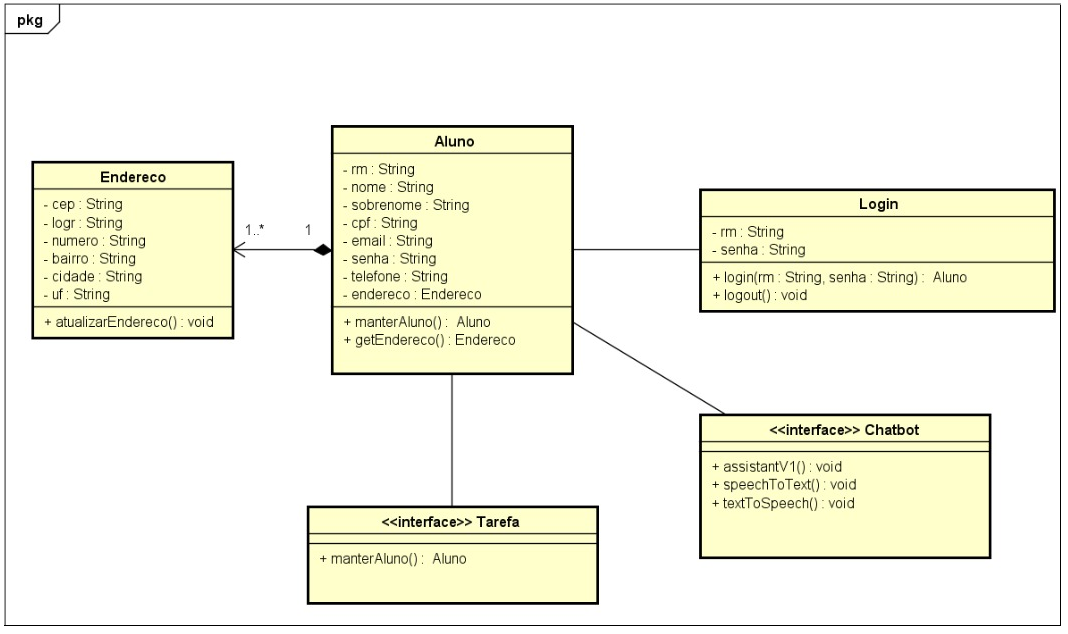 pkg
Endereco
- cep : String
- logr : String
- numero : String
- bairro : String
- cidade : String
- uf : String
+ atualizarEndereco() : void
1..*
1
Aluno
- rm : String
- nome : String
- sobrenome : String
- cpf : String
- email : String
- senha : String
- telefone : String
- endereco : Endereco
+ manterAluno() : Aluno
+ getEndereco() : Endereco
Login
- rm : String
- senha : String
+ login(rm : String, senha : String) : Aluno
+ logout() : void
<<interface>> Chatbot
+ assistantV1() : void
+ speechToText() : void
+ textToSpeech() : void
<<interface>> Tarefa
+ manterAluno() : Aluno